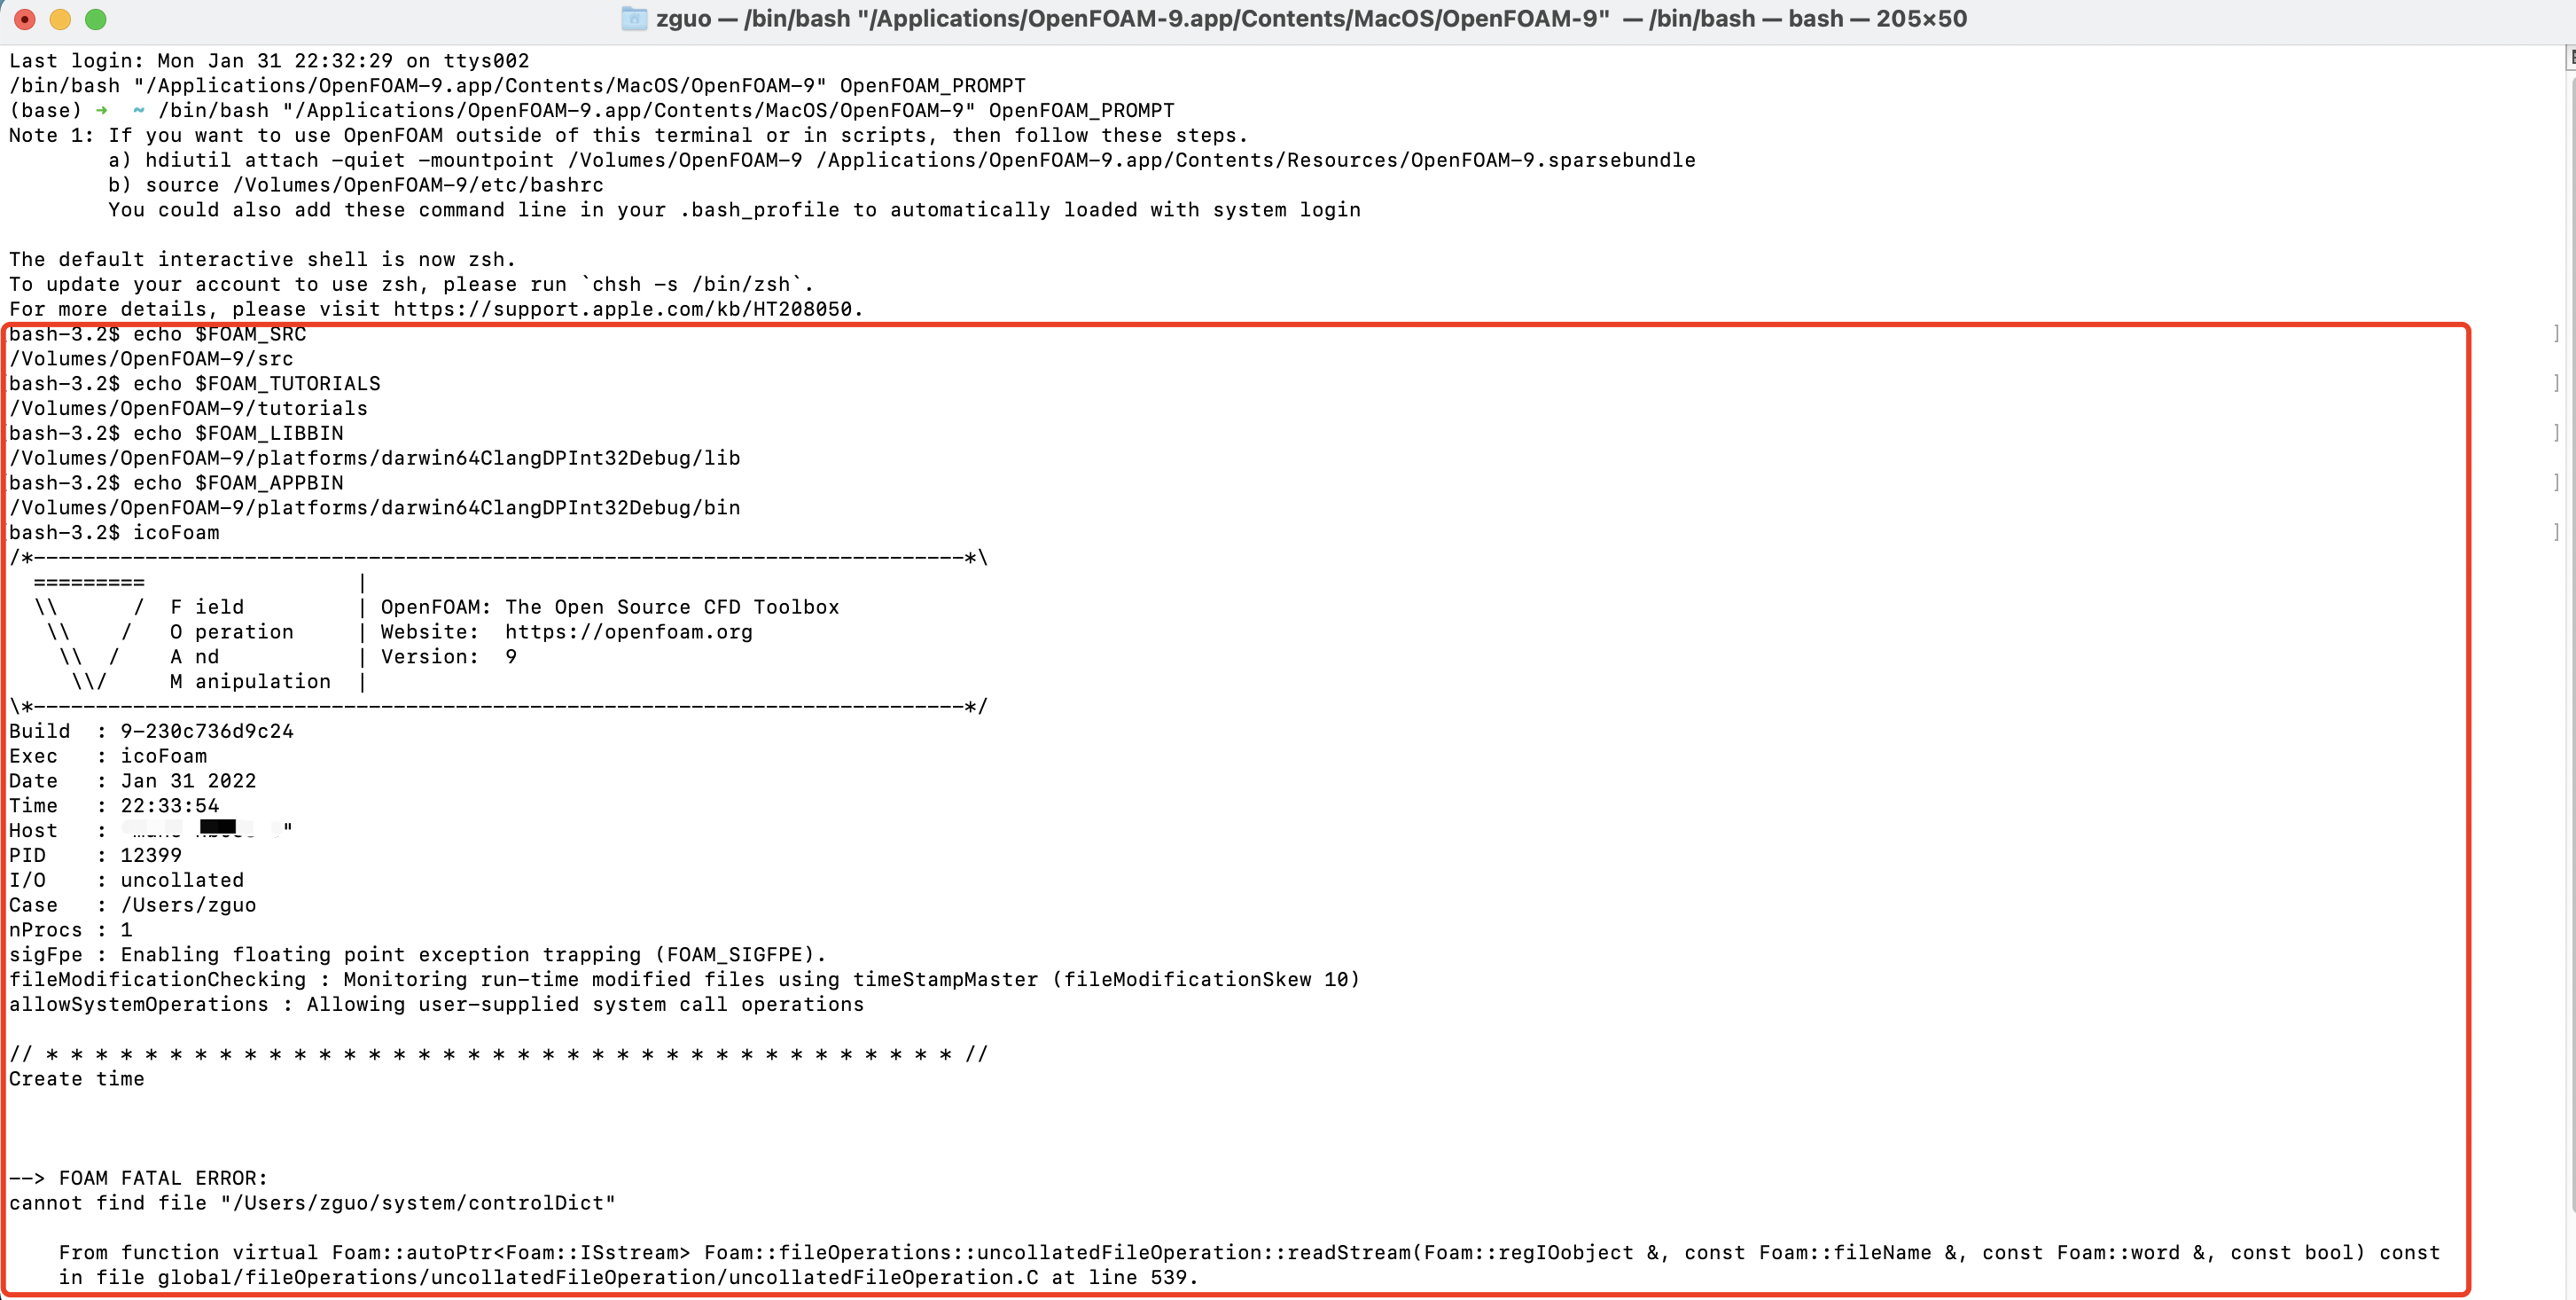 zguo — /bin/bash "/Applications/OpenFOAM-9.app/Contents/MacOS/OpenFOAM-9" — /bin/bash — bash — 205×50
Last login: Mon Jan 31 22:32:29 on ttys002
/bin/bash "/Applications/OpenFOAM-9.app/Contents/MacOS/OpenFOAM-9" OpenFOAM_PROMPT
(base) ➜  ~ /bin/bash "/Applications/OpenFOAM-9.app/Contents/MacOS/OpenFOAM-9" OpenFOAM_PROMPT
Note 1: If you want to use OpenFOAM outside of this terminal or in scripts, then follow these steps.
        a) hdiutil attach -quiet -mountpoint /Volumes/OpenFOAM-9 /Applications/OpenFOAM-9.app/Contents/Resources/OpenFOAM-9.sparsebundle
        b) source /Volumes/OpenFOAM-9/etc/bashrc
        You could also add these command line in your .bash_profile to automatically loaded with system login

The default interactive shell is now zsh.
To update your account to use zsh, please run `chsh -s /bin/zsh`.
For more details, please visit https://support.apple.com/kb/HT208050.
bash-3.2$ echo $FOAM_SRC
/Volumes/OpenFOAM-9/src
bash-3.2$ echo $FOAM_TUTORIALS
/Volumes/OpenFOAM-9/tutorials
bash-3.2$ echo $FOAM_LIBBIN
/Volumes/OpenFOAM-9/platforms/darwin64ClangDPInt32Debug/lib
bash-3.2$ echo $FOAM_APPBIN
/Volumes/OpenFOAM-9/platforms/darwin64ClangDPInt32Debug/bin
bash-3.2$ icoFoam
/*---------------------------------------------------------------------------*\
  =========                 |
  \\      /  F ield         | OpenFOAM: The Open Source CFD Toolbox
   \\    /   O peration     | Website:  https://openfoam.org
    \\  /    A nd           | Version:  9
     \\/     M anipulation  |
\*---------------------------------------------------------------------------*/
Build  : 9-230c736d9c24
Exec   : icoFoam
Date   : Jan 31 2022
Time   : 22:33:54
Host   : "
PID    : 12399
I/O    : uncollated
Case   : /Users/zguo
nProcs : 1
sigFpe : Enabling floating point exception trapping (FOAM_SIGFPE).
fileModificationChecking : Monitoring run-time modified files using timeStampMaster (fileModificationSkew 10)
allowSystemOperations : Allowing user-supplied system call operations

// * * * * * * * * * * * * * * * * * * * * * * * * * * * * * * * * * * * * * //
Create time

--> FOAM FATAL ERROR:
cannot find file "/Users/zguo/system/controlDict"

    From function virtual Foam::autoPtr<Foam::ISstream> Foam::fileOperations::uncollatedFileOperation::readStream(Foam::regIOobject &, const Foam::fileName &, const Foam::word &, const bool) const
    in file global/fileOperations/uncollatedFileOperation/uncollatedFileOperation.C at line 539.